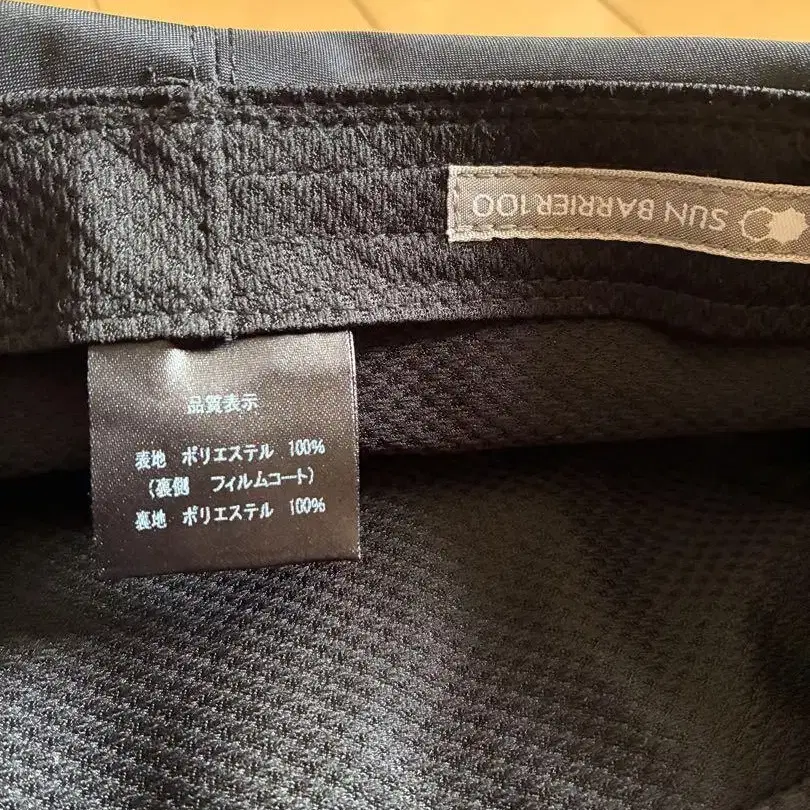 SUN BARRIER100
品質表示
表地 ポリエステル 100%
(裏側 フィルムコート)
裏地 ポリエステル 100%